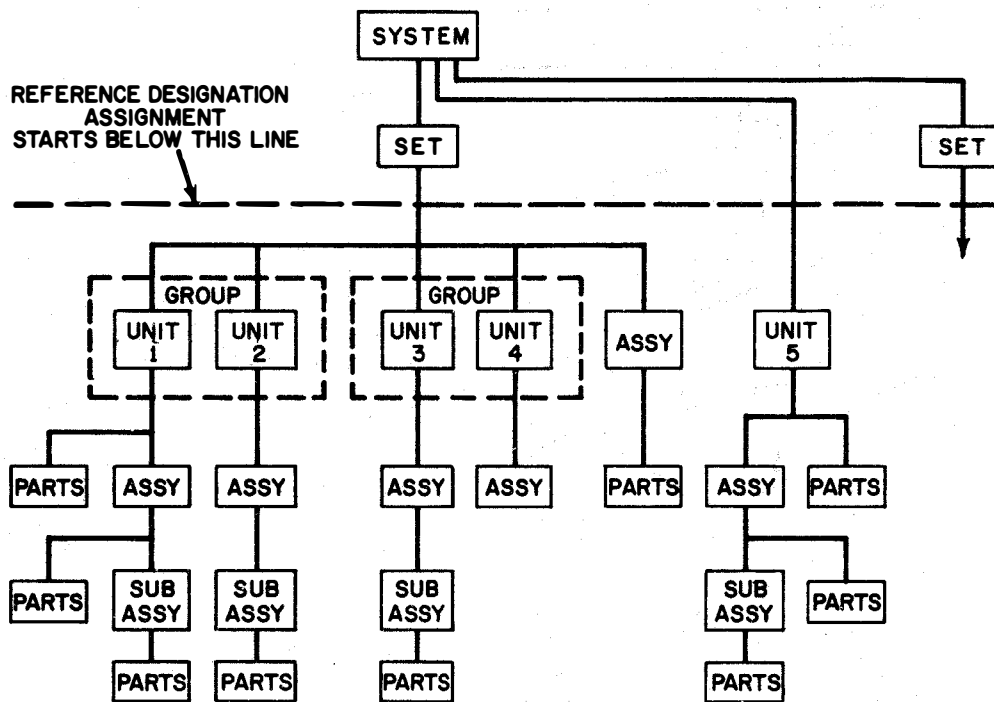 SYSTEM
REFERENCE DESIGNATION
ASSIGNMENT
STARTS BELOW THIS LINE
SET
SET
GROUP
GROUP
UNIT
1
UNIT
2
UNIT
3
UNIT
4
ASSY
UNIT
5
PARTS
ASSY
ASSY
ASSY
ASSY
PARTS
ASSY
PARTS
PARTS
SUB
ASSY
SUB
ASSY
SUB
ASSY
SUB
ASSY
PARTS
PARTS
PARTS
PARTS
PARTS